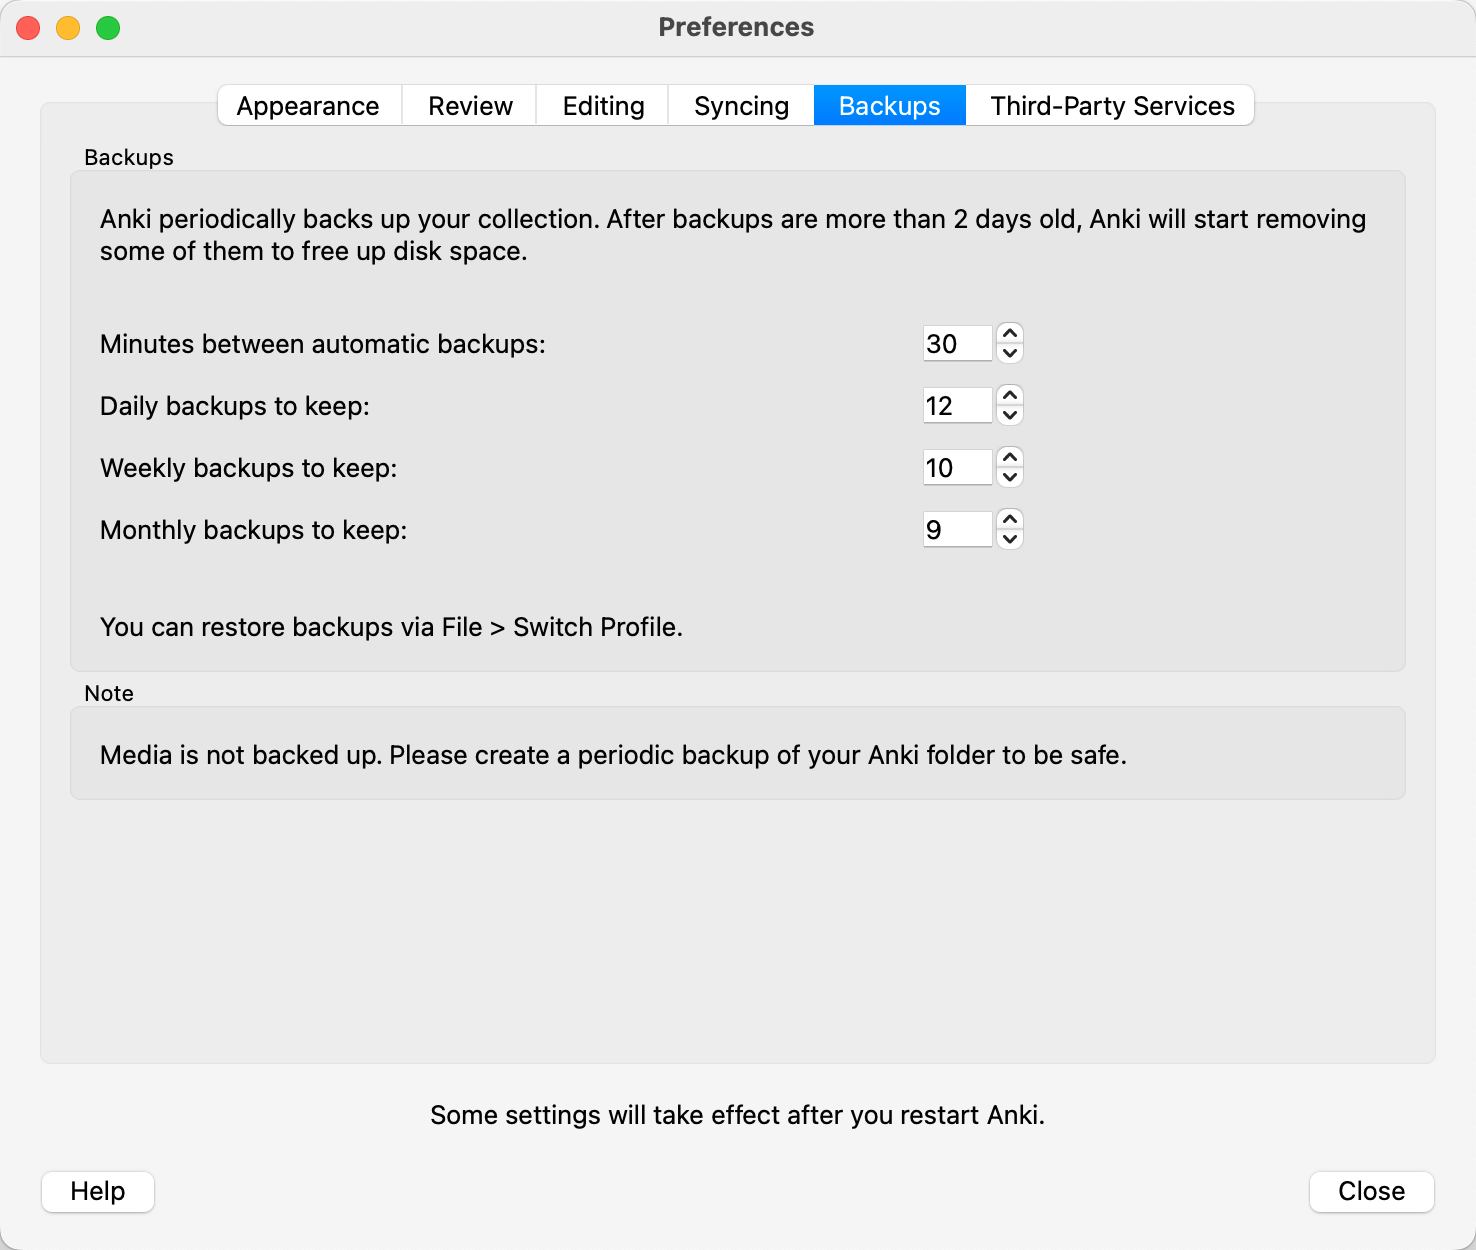 Preferences
Appearance
Review
Editing
Syncing
Backups
Third-Party Services
Backups
Anki periodically backs up your collection. After backups are more than 2 days old, Anki will start removing
some of them to free up disk space.
Minutes between automatic backups: 30
Daily backups to keep: 12
Weekly backups to keep: 10
Monthly backups to keep: 9
You can restore backups via File > Switch Profile.
Note
Media is not backed up. Please create a periodic backup of your Anki folder to be safe.
Some settings will take effect after you restart Anki.
Help
Close